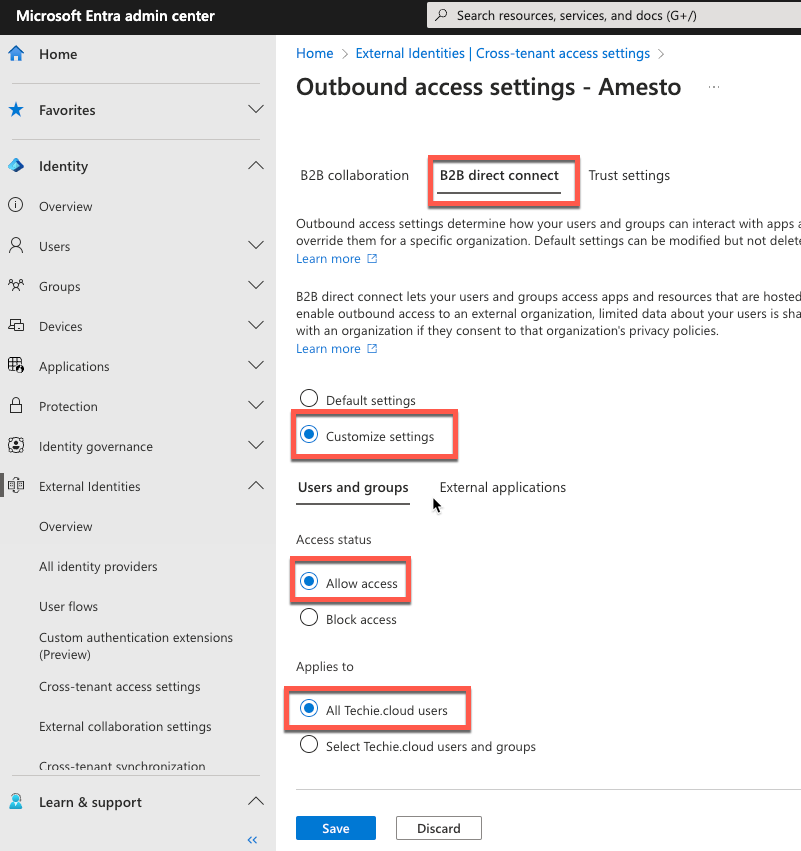 Microsoft Entra admin center
Search resources, services, and docs (G+/)
Home
Favorites
Identity
Overview
Users
Groups
Devices
Applications
Protection
Identity governance
External Identities
Overview
All identity providers
User flows
Custom authentication extensions
(Preview)
Cross-tenant access settings
External collaboration settings
Cross-tenant synchronization
Learn & support
Home > External Identities | Cross-tenant access settings >
Outbound access settings - Amesto ...
B2B collaboration B2B direct connect Trust settings
Outbound access settings determine how your users and groups can interact with apps a
override them for a specific organization. Default settings can be modified but not delete
Learn more
B2B direct connect lets your users and groups access apps and resources that are hosted
enable outbound access to an external organization, limited data about your users is sha
with an organization if they consent to that organization's privacy policies.
Learn more
Default settings
Customize settings
Users and groups External applications
Access status
Allow access
Block access
Applies to
All Techie.cloud users
Select Techie.cloud users and groups
Save Discard